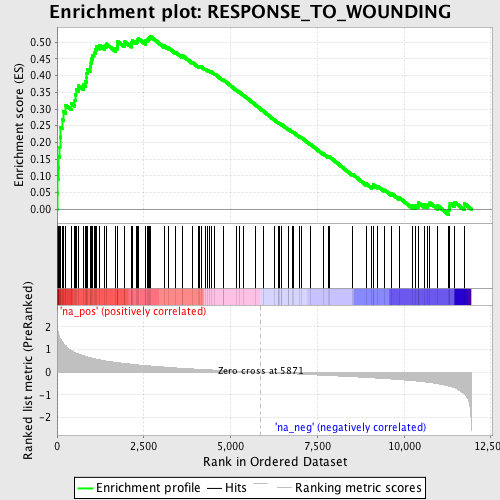 Enrichment plot: RESPONSE_TO_WOUNDING
Enrichment score (ES)
0.50
0.45
0.40
0.35
0.30
0.25
0.20
0.15
0.10
0.05
0.00
'na_pos' (positively correlated)
Ranked list metric (PreRanked)
2
1
0
-1
-2
Zero cross at 5871
'na_neg' (negatively correlated)
0
2,500
5,000
7,500
10,000
12,500
Rank in Ordered Dataset
Enrichment profile
Hits
Ranking metric scores